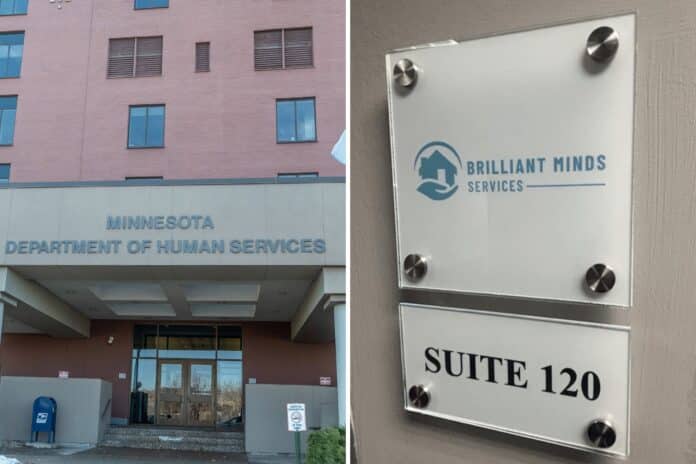 MINNESOTA
DEPARTMENT OF HUMAN SERVICES
BRILLIANT MINDS
SERVICES
SUITE 120